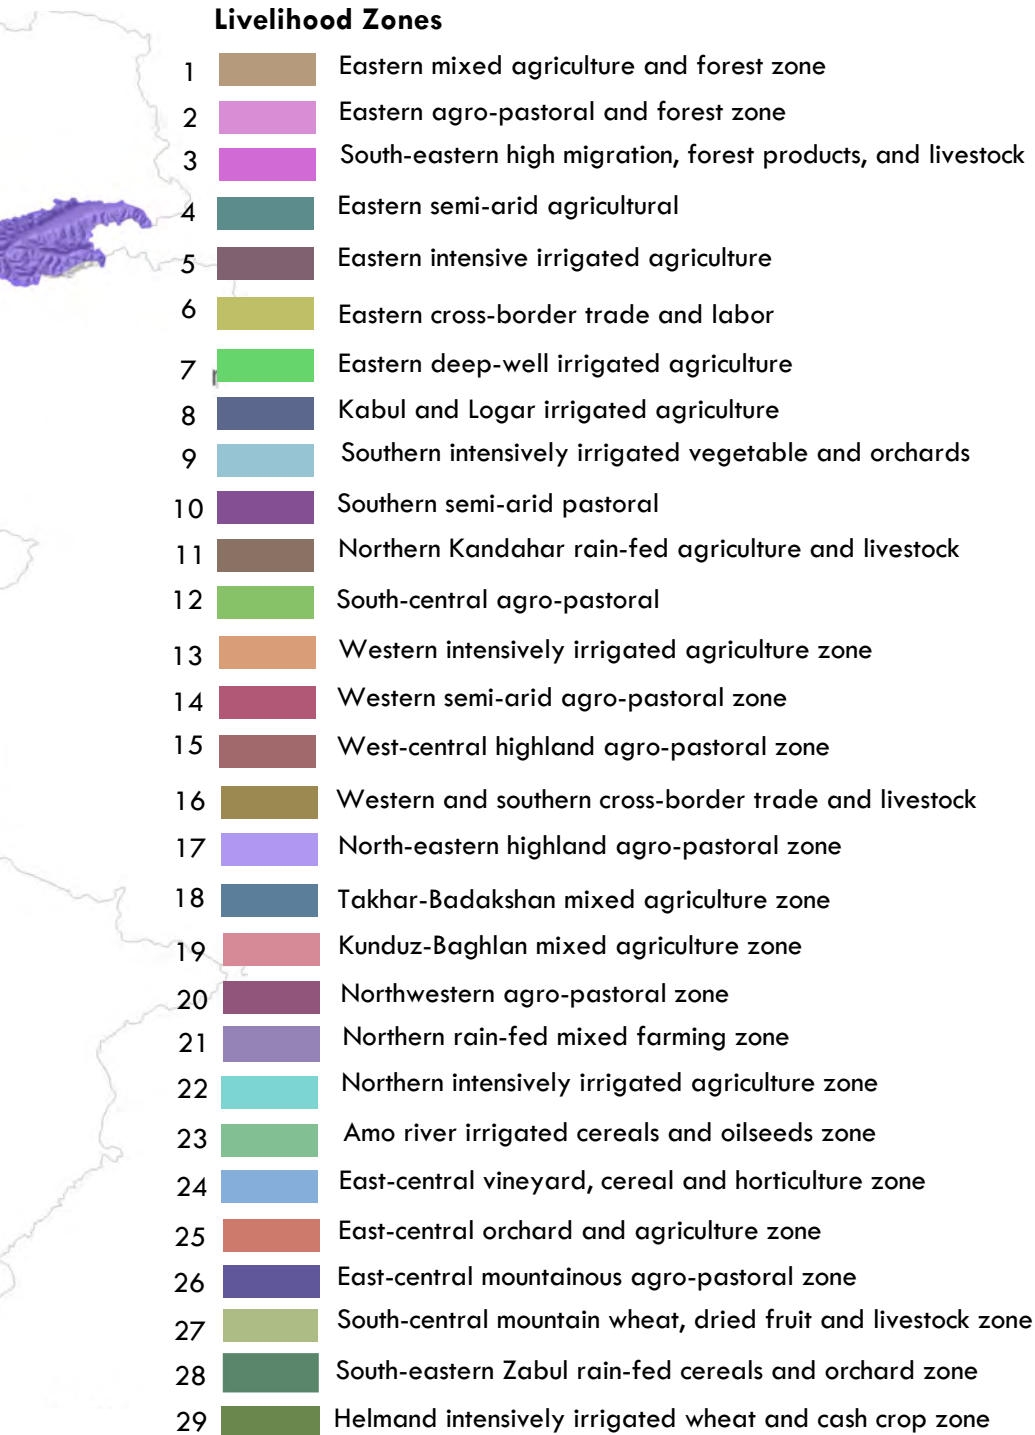 Livelihood Zones
1 Eastern mixed agriculture and forest zone
2 Eastern agro-pastoral and forest zone
3 South-eastern high migration, forest products, and livestock
4 Eastern semi-arid agricultural
5 Eastern intensive irrigated agriculture
6 Eastern cross-border trade and labor
7 Eastern deep-well irrigated agriculture
8 Kabul and Logar irrigated agriculture
9 Southern intensively irrigated vegetable and orchards
10 Southern semi-arid pastoral
11 Northern Kandahar rain-fed agriculture and livestock
12 South-central agro-pastoral
13 Western intensively irrigated agriculture zone
14 Western semi-arid agro-pastoral zone
15 West-central highland agro-pastoral zone
16 Western and southern cross-border trade and livestock
17 North-eastern highland agro-pastoral zone
18 Takhar-Badakshan mixed agriculture zone
19 Kunduz-Baghlan mixed agriculture zone
20 Northwestern agro-pastoral zone
21 Northern rain-fed mixed farming zone
22 Northern intensively irrigated agriculture zone
23 Amo river irrigated cereals and oilseeds zone
24 East-central vineyard, cereal and horticulture zone
25 East-central orchard and agriculture zone
26 East-central mountainous agro-pastoral zone
27 South-central mountain wheat, dried fruit and livestock zone
28 South-eastern Zabul rain-fed cereals and orchard zone
29 Helmand intensively irrigated wheat and cash crop zone